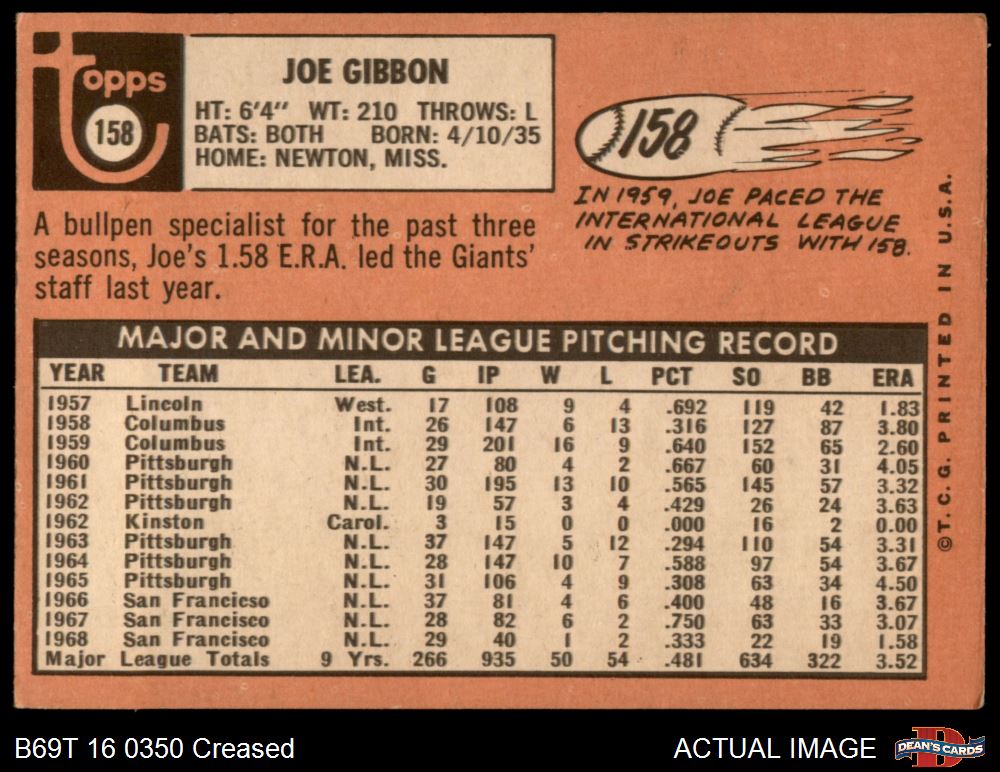 topps
158
JOE GIBBON
HT: 6'4" WT: 210 THROWS: L
BATS: BOTH BORN: 4/10/35
HOME: NEWTON, MISS.
158
IN 1959, JOE PACED THE
INTERNATIONAL LEAGUE
IN STRIKEOUTS WITH 158.
A bullpen specialist for the past three
seasons, Joe's 1.58 E.R.A. led the Giants'
staff last year.
MAJOR AND MINOR LEAGUE PITCHING RECORD
YEAR TEAM LEA. G IP W L PCT SO BB ERA
1957 Lincoln West. 17 108 9 4 .692 119 42 1.83
1958 Columbus Int. 26 147 6 13 .316 127 87 3.80
1959 Columbus Int. 29 201 16 9 .640 152 65 2.60
1960 Pittsburgh N.L. 27 80 4 2 .667 60 31 4.05
1961 Pittsburgh N.L. 30 195 13 10 .565 145 57 3.32
1962 Pittsburgh N.L. 19 57 3 4 .429 26 24 3.63
1962 Kinston Carol. 3 15 0 0 .000 16 2 0.00
1963 Pittsburgh N.L. 37 147 5 12 .294 110 54 3.31
1964 Pittsburgh N.L. 28 147 10 7 .588 97 54 3.67
1965 Pittsburgh N.L. 31 106 4 9 .308 63 34 4.50
1966 San Francicso N.L. 37 81 4 6 .400 48 16 3.67
1967 San Francisco N.L. 28 82 6 2 .750 63 33 3.07
1968 San Francisco N.L. 29 40 1 2 .333 22 19 1.58
Major League Totals 9 Yrs. 266 935 50 54 .481 634 322 3.52
©T.C.G. PRINTED IN U.S.A.
B69T 16 0350 Creased
ACTUAL IMAGE
D
DEAN'S CARDS